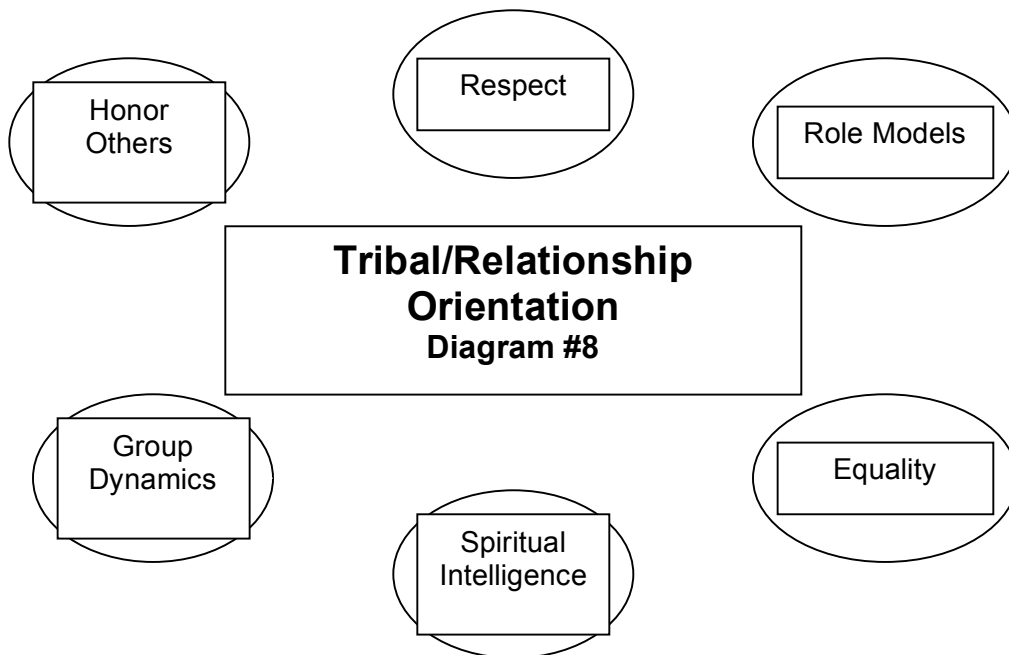 Respect
Honor
Others
Role Models
Tribal/Relationship
Orientation
Diagram #8
Group
Dynamics
Equality
Spiritual
Intelligence